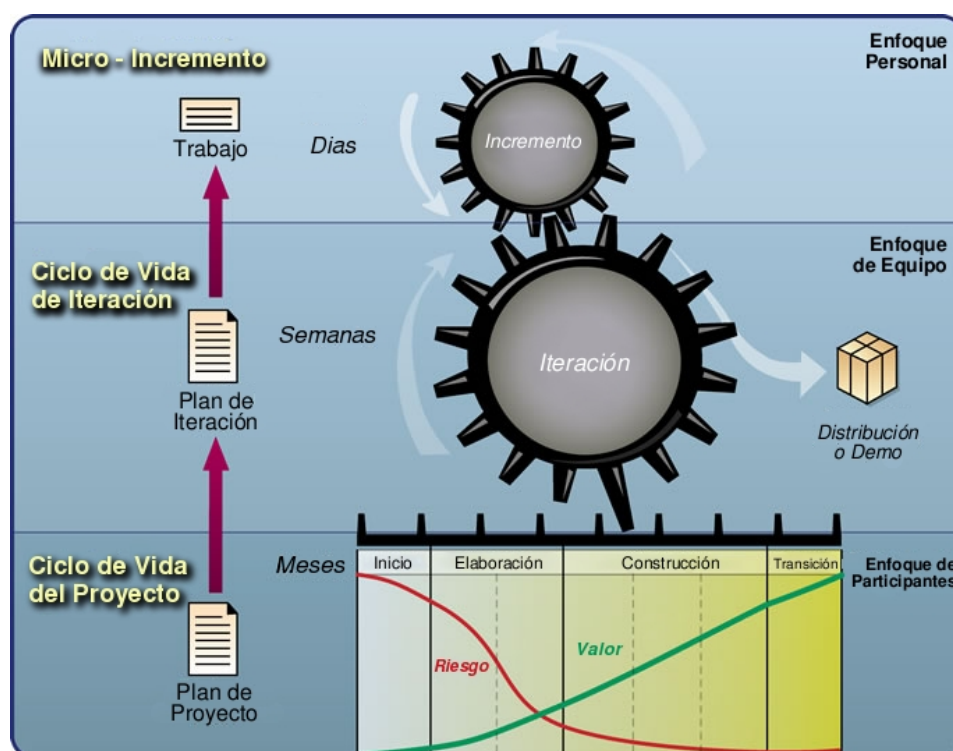 Micro - Incremento
Enfoque
Personal
Trabajo
Dias
Incremento
Ciclo de Vida
de Iteración
Enfoque
de Equipo
Semanas
Iteración
Plan de
Iteración
Distribución
o Demo
Ciclo de Vida
del Proyecto
Meses
Inicio
Elaboración
Construcción
Transición
Enfoque de
Participantes
Riesgo
Valor
Plan de
Proyecto